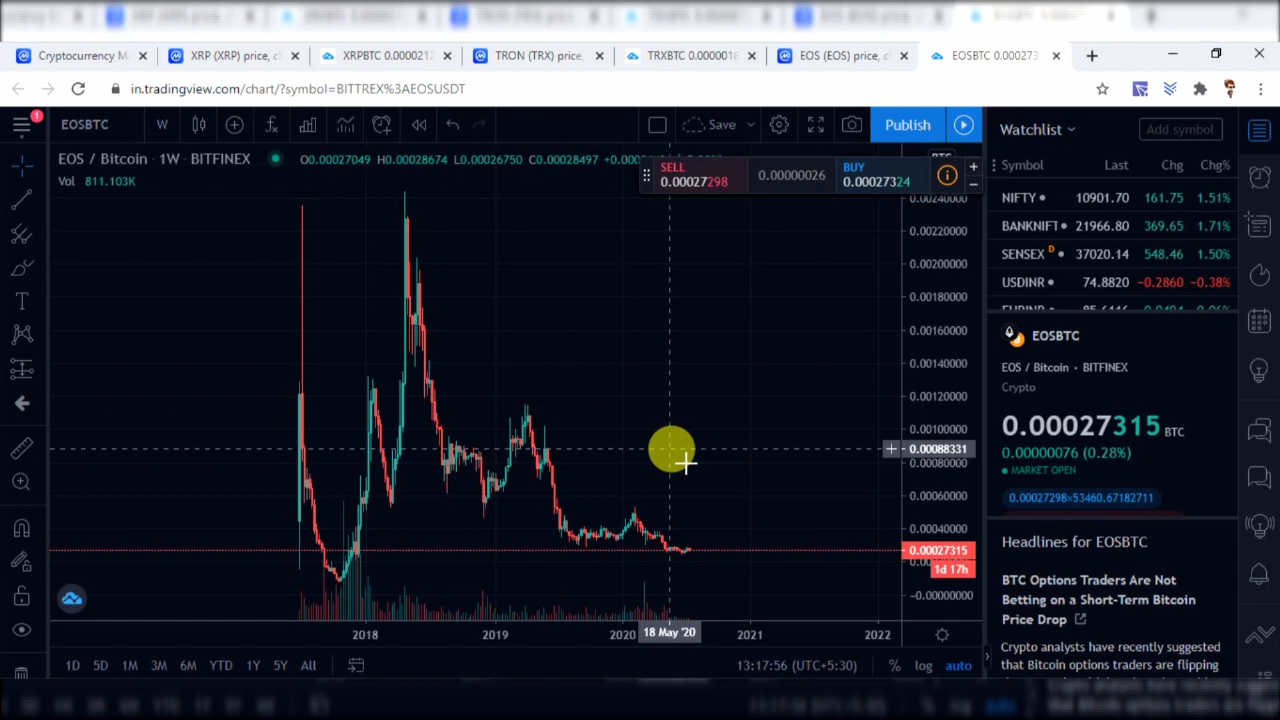 Cryptocurrency M
XRP (XRP) price, c
XRPBTC 0.0000212
TRON (TRX) price,
TRXBTC 0.0000018
EOS (EOS) price, c
EOSBTC 0.000273
in.tradingview.com/chart/?symbol=BITTREX%3AEOSUSDT
1
EOSBTC
W
Save
Publish
EOS / Bitcoin · 1W · BITFINEX
O0.00027049 H0.00028674 L0.00026750 C0.00028497
Vol 811.103K
SELL
0.00027298
0.00000026
BUY
0.00027324
0.00240000
0.00220000
0.00200000
0.00180000
0.00160000
0.00140000
0.00120000
0.00100000
0.00088331
0.00080000
0.00060000
0.00040000
0.00027315
1d 17h
−0.00000000
2018
2019
2020
18 May '20
2021
2022
1D 5D 1M 3M 6M YTD 1Y 5Y All
13:17:56 (UTC+5:30)
% log auto
Watchlist
Add symbol
Symbol Last Chg Chg%
NIFTY 10901.70 161.75 1.51%
BANKNIFT 21966.80 369.65 1.71%
SENSEX D 37020.14 548.46 1.50%
USDINR 74.8820 −0.2860 −0.38%
EOSBTC
EOS / Bitcoin • BITFINEX
Crypto
0.00027315 BTC
0.00000076 (0.28%)
MARKET OPEN
0.00027298×53460.67182711
Headlines for EOSBTC
BTC Options Traders Are Not
Betting on a Short-Term Bitcoin
Price Drop
Crypto analysts have recently suggested
that Bitcoin options traders are flipping